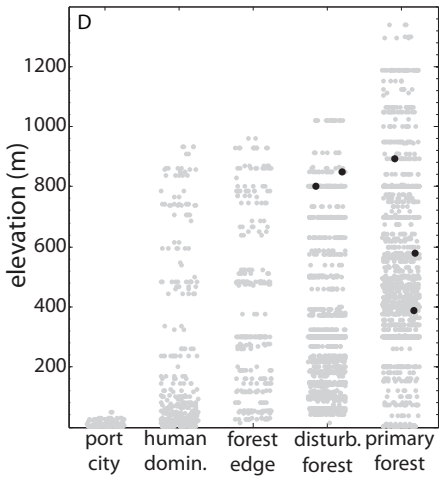 D
1200
1000
800
600
400
200
elevation (m)
port human forest disturb. primary
city domin. edge forest forest